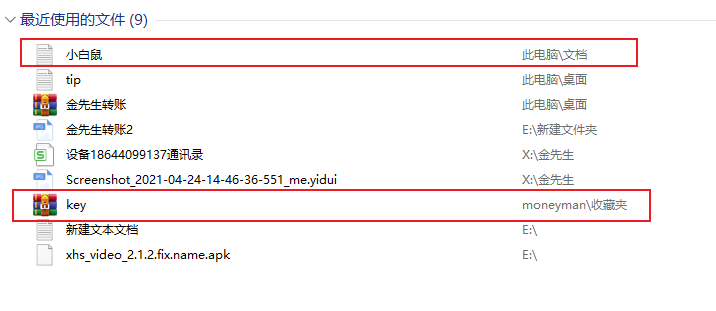 最近使用的文件 (9)
小白鼠 此电脑\文档
tip 此电脑\桌面
金先生转账 此电脑\桌面
金先生转账2 E:\新建文件夹
设备18644099137通讯录 X:\金先生
Screenshot_2021-04-24-14-46-36-551_me.yidui X:\金先生
key moneyman\收藏夹
新建文本文档 E:\
xhs_video_2.1.2.fix.name.apk E:\